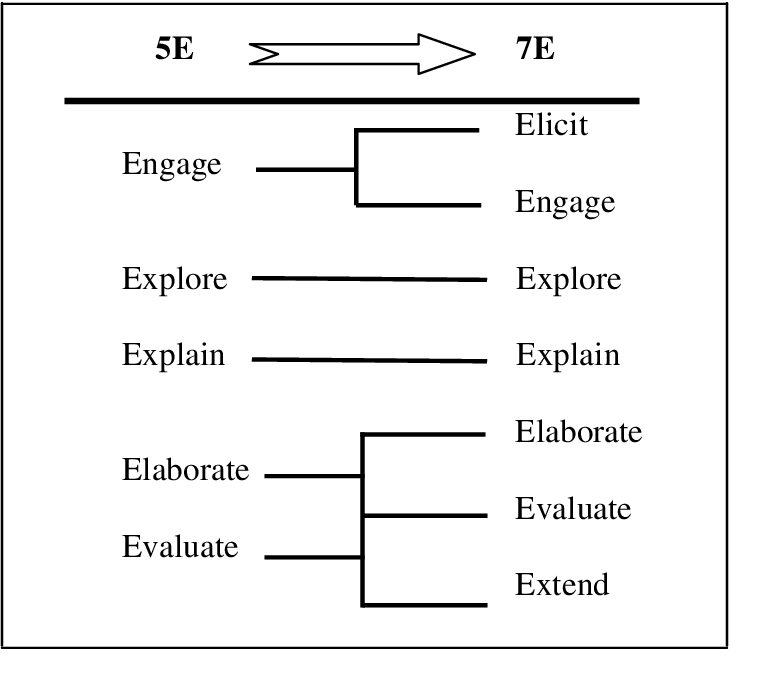 5E 7E
Elicit
Engage
Engage
Explore Explore
Explain Explain
Elaborate
Elaborate
Evaluate
Evaluate
Extend